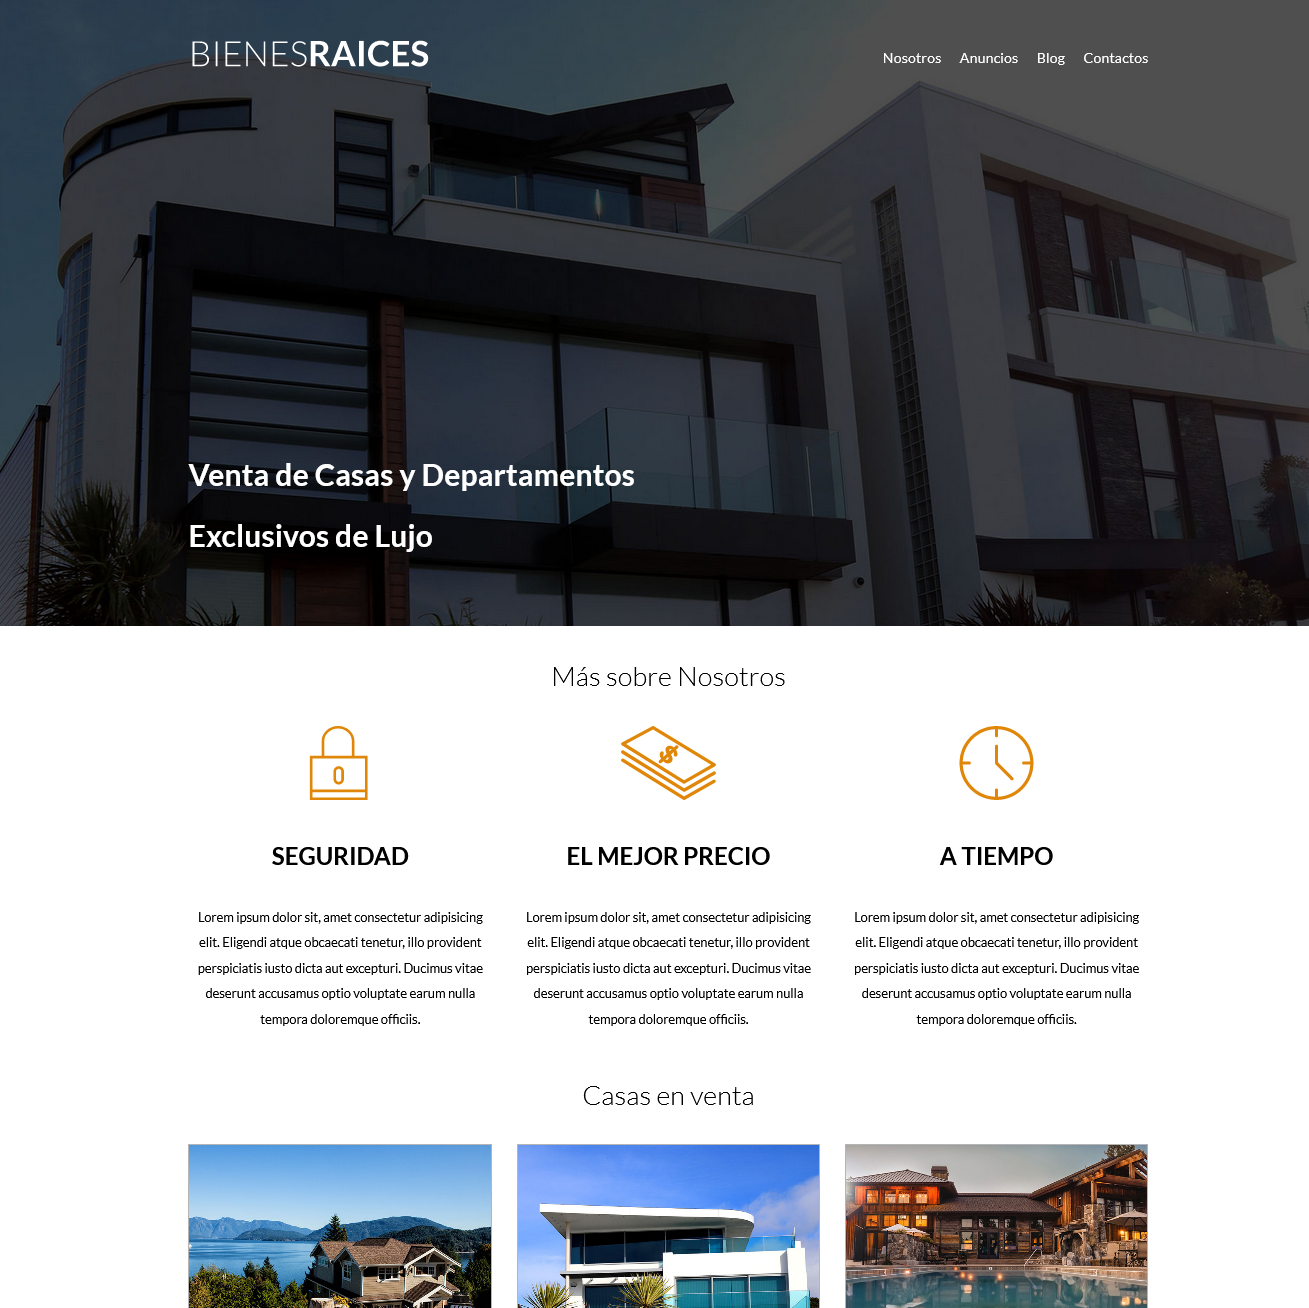 BIENESRAICES
Nosotros Anuncios Blog Contactos
Venta de Casas y Departamentos
Exclusivos de Lujo
Más sobre Nosotros
$
SEGURIDAD
Lorem ipsum dolor sit, amet consectetur adipisicing
elit. Eligendi atque obcaecati tenetur, illo provident
perspiciatis iusto dicta aut excepturi. Ducimus vitae
deserunt accusamus optio voluptate earum nulla
tempora doloremque officiis.
EL MEJOR PRECIO
Lorem ipsum dolor sit, amet consectetur adipisicing
elit. Eligendi atque obcaecati tenetur, illo provident
perspiciatis iusto dicta aut excepturi. Ducimus vitae
deserunt accusamus optio voluptate earum nulla
tempora doloremque officiis.
A TIEMPO
Lorem ipsum dolor sit, amet consectetur adipisicing
elit. Eligendi atque obcaecati tenetur, illo provident
perspiciatis iusto dicta aut excepturi. Ducimus vitae
deserunt accusamus optio voluptate earum nulla
tempora doloremque officiis.
Casas en venta